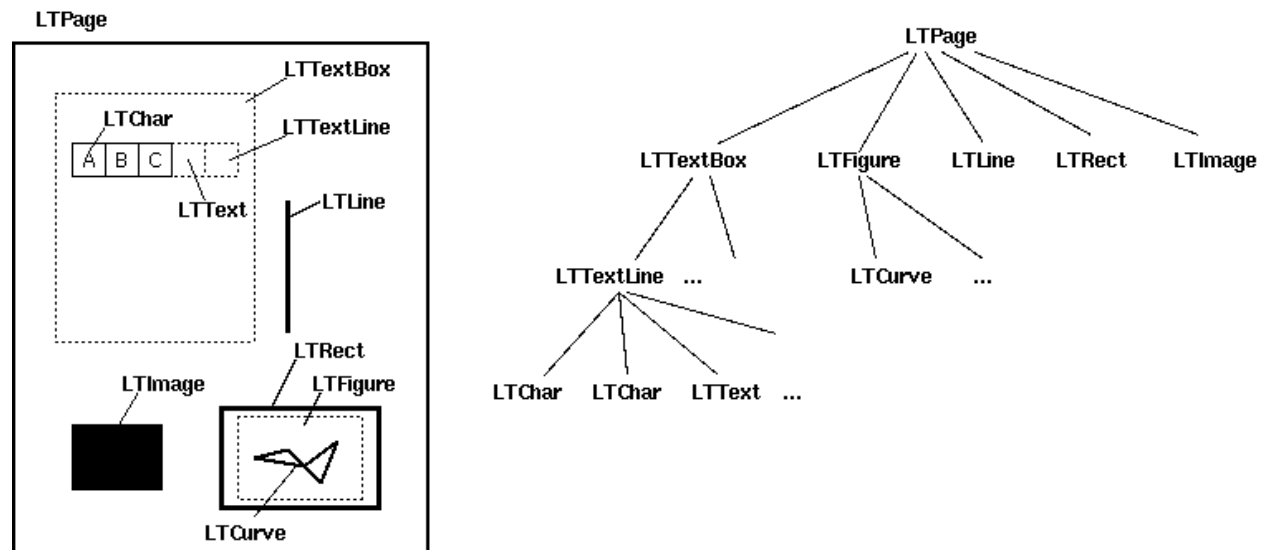 LTPage
LTTextBox
LTChar
LTTextLine
A B C
LTText
LTLine
LTRect
LTImage
LTFigure
LTCurve
LTPage
LTTextBox
LTFigure
LTLine
LTRect
LTImage
LTTextLine
...
LTCurve
...
LTChar
LTChar
LTText
...